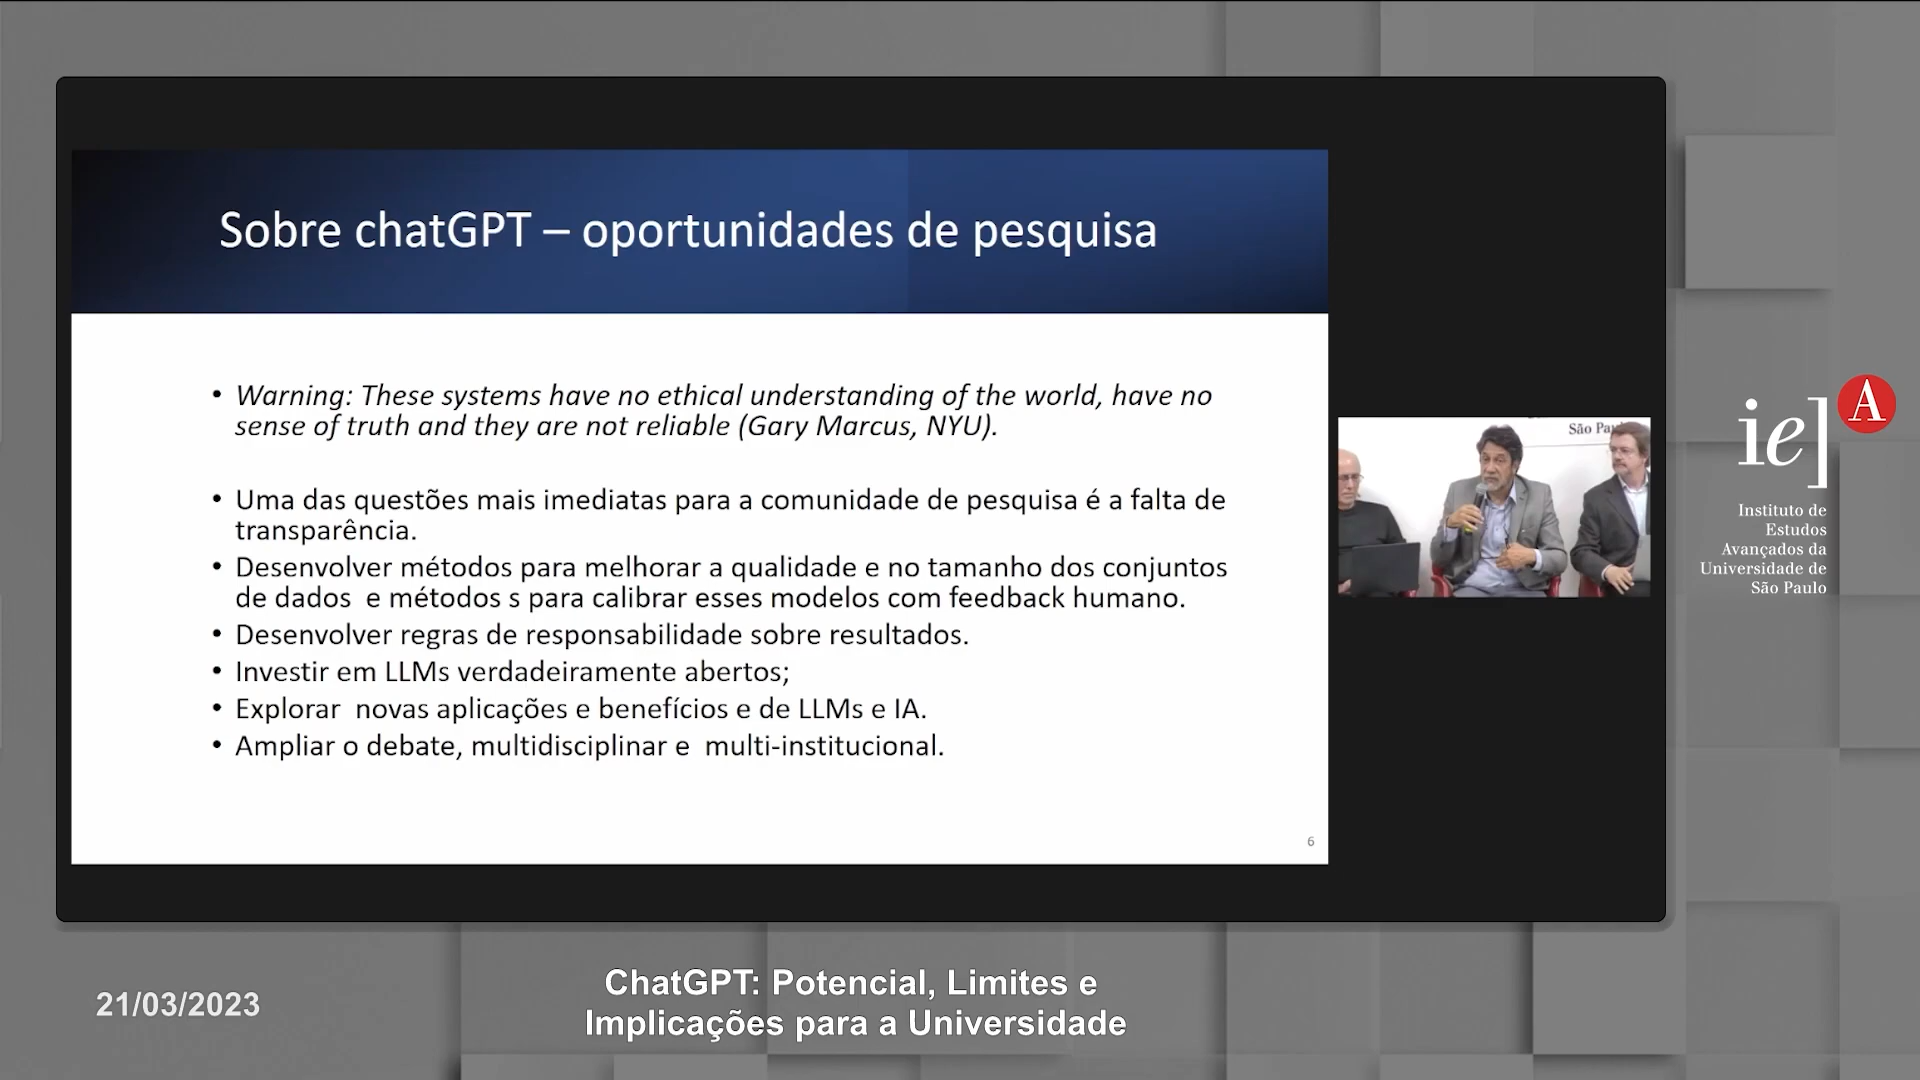 Sobre chatGPT – oportunidades de pesquisa
• Warning: These systems have no ethical understanding of the world, have no
sense of truth and they are not reliable (Gary Marcus, NYU).
• Uma das questões mais imediatas para a comunidade de pesquisa é a falta de
transparência.
• Desenvolver métodos para melhorar a qualidade e no tamanho dos conjuntos
de dados  e métodos s para calibrar esses modelos com feedback humano.
• Desenvolver regras de responsabilidade sobre resultados.
• Investir em LLMs verdadeiramente abertos;
• Explorar  novas aplicações e benefícios e de LLMs e IA.
• Ampliar o debate, multidisciplinar e  multi-institucional.
6
São
ie] A
Instituto de
Estudos
Avançados da
Universidade de
São Paulo
21/03/2023
ChatGPT: Potencial, Limites e
Implicações para a Universidade